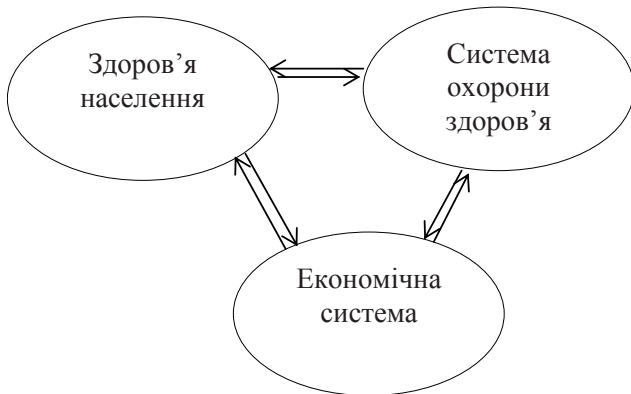 Здоров’я
населення
Система
охорони
здоров’я
Економічна
система